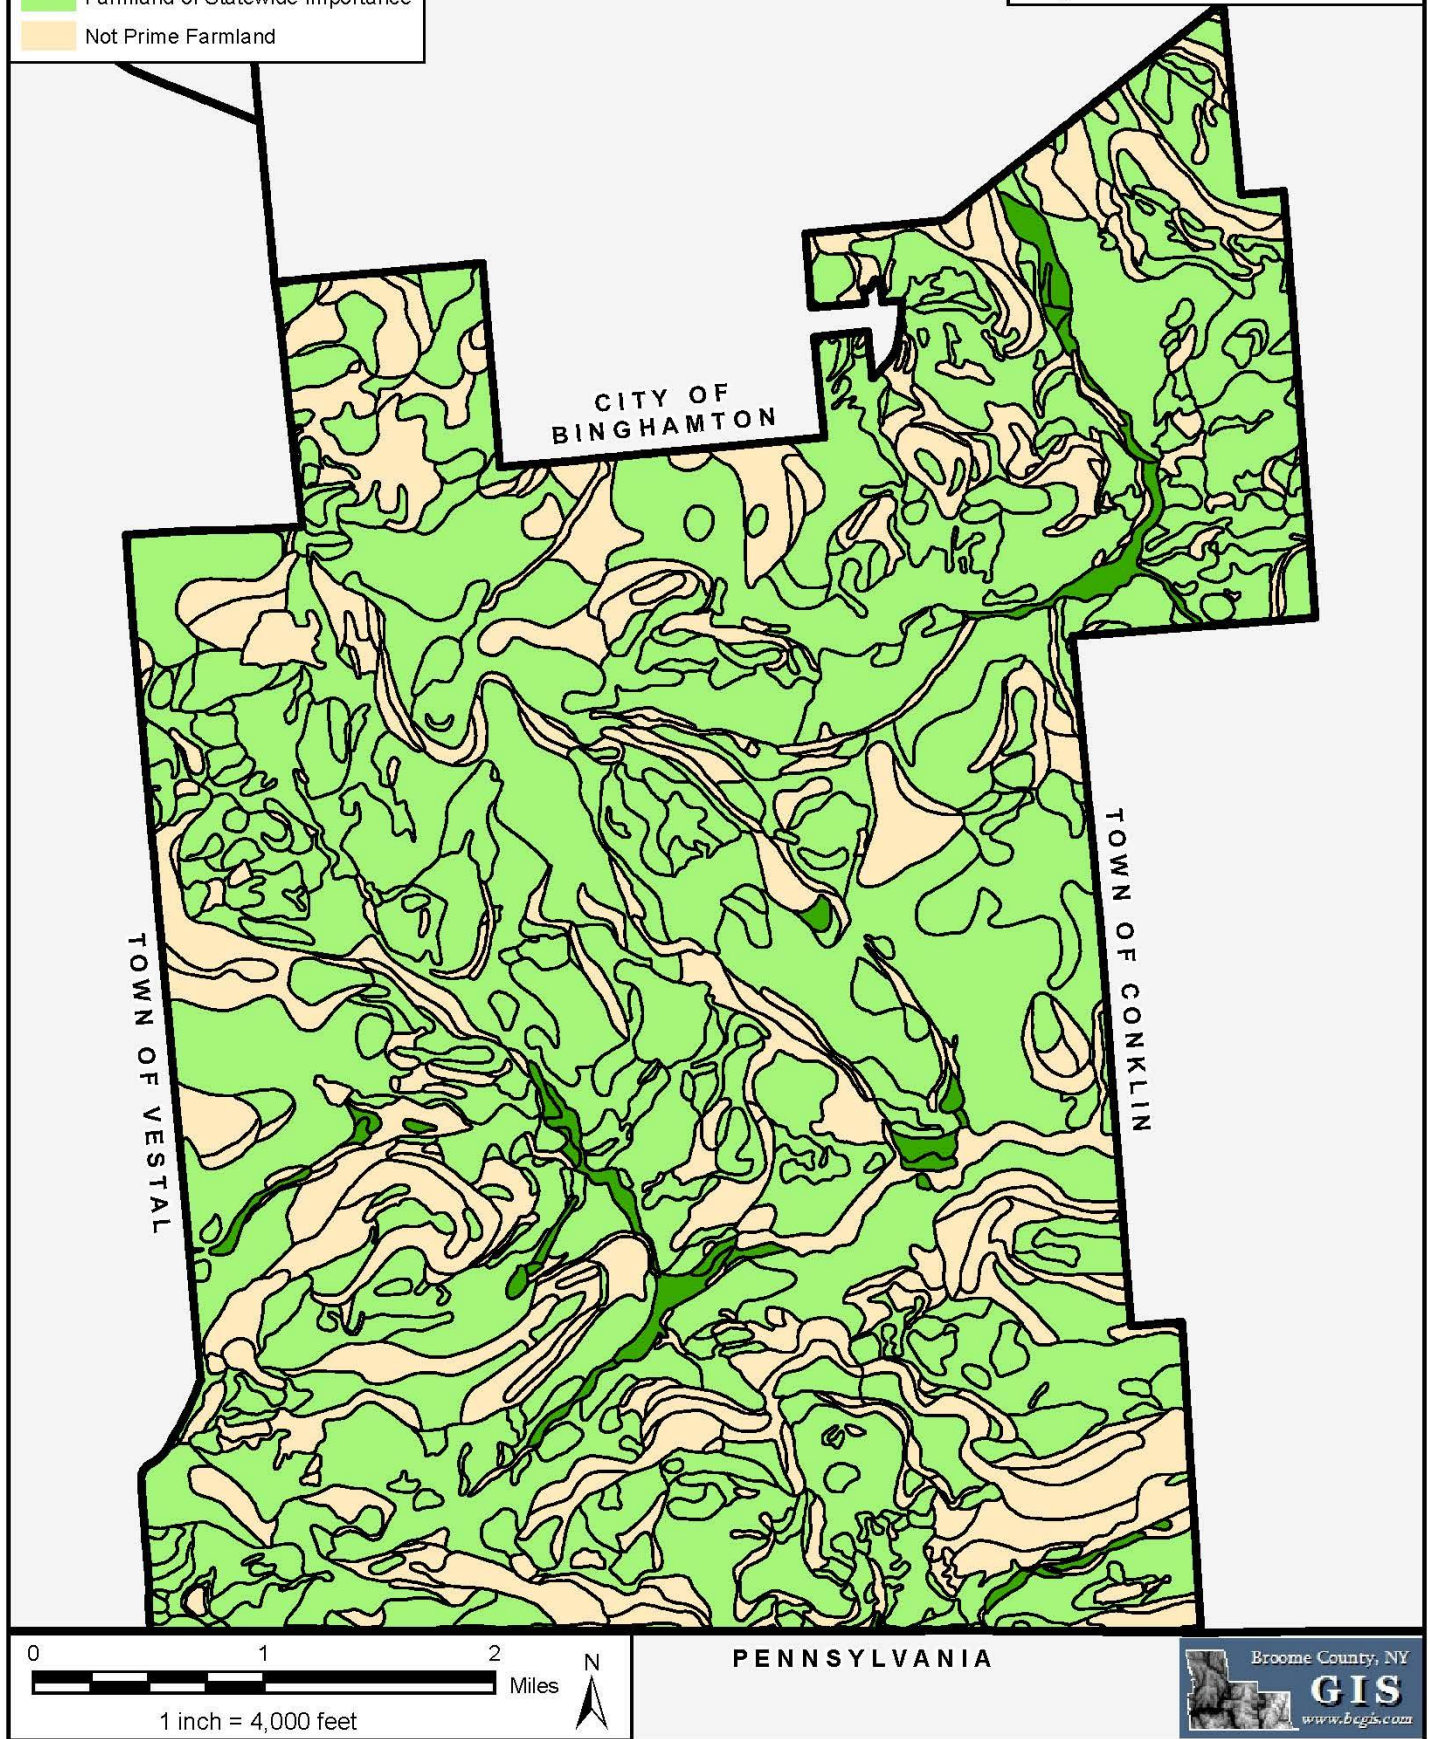 Farmland of Statewide Importance
Not Prime Farmland
CITY OF
BINGHAMTON
TOWN OF CONKLIN
TOWN OF VESTAL
0 1 2
Miles
1 inch = 4,000 feet
N
PENNSYLVANIA
Broome County, NY
GIS
www.bcgis.com